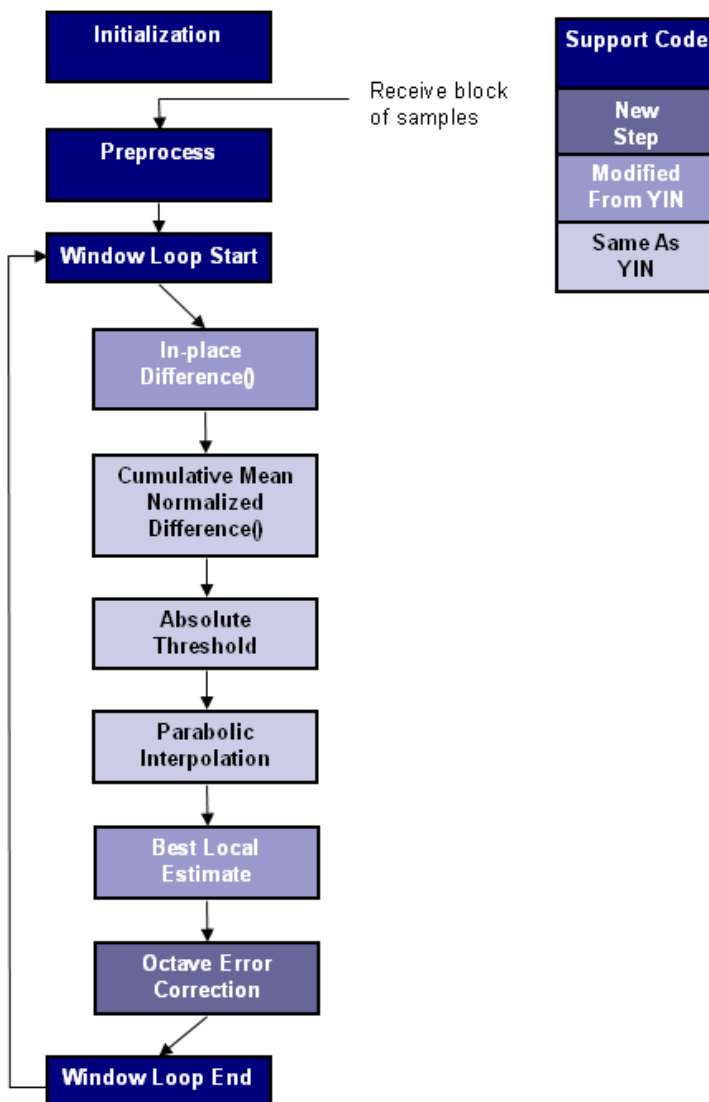 Initialization
Receive block
of samples
Preprocess
Window Loop Start
In-place
Difference()
Cumulative Mean
Normalized
Difference()
Absolute
Threshold
Parabolic
Interpolation
Best Local
Estimate
Octave Error
Correction
Window Loop End
Support Code
New
Step
Modified
From YIN
Same As
YIN